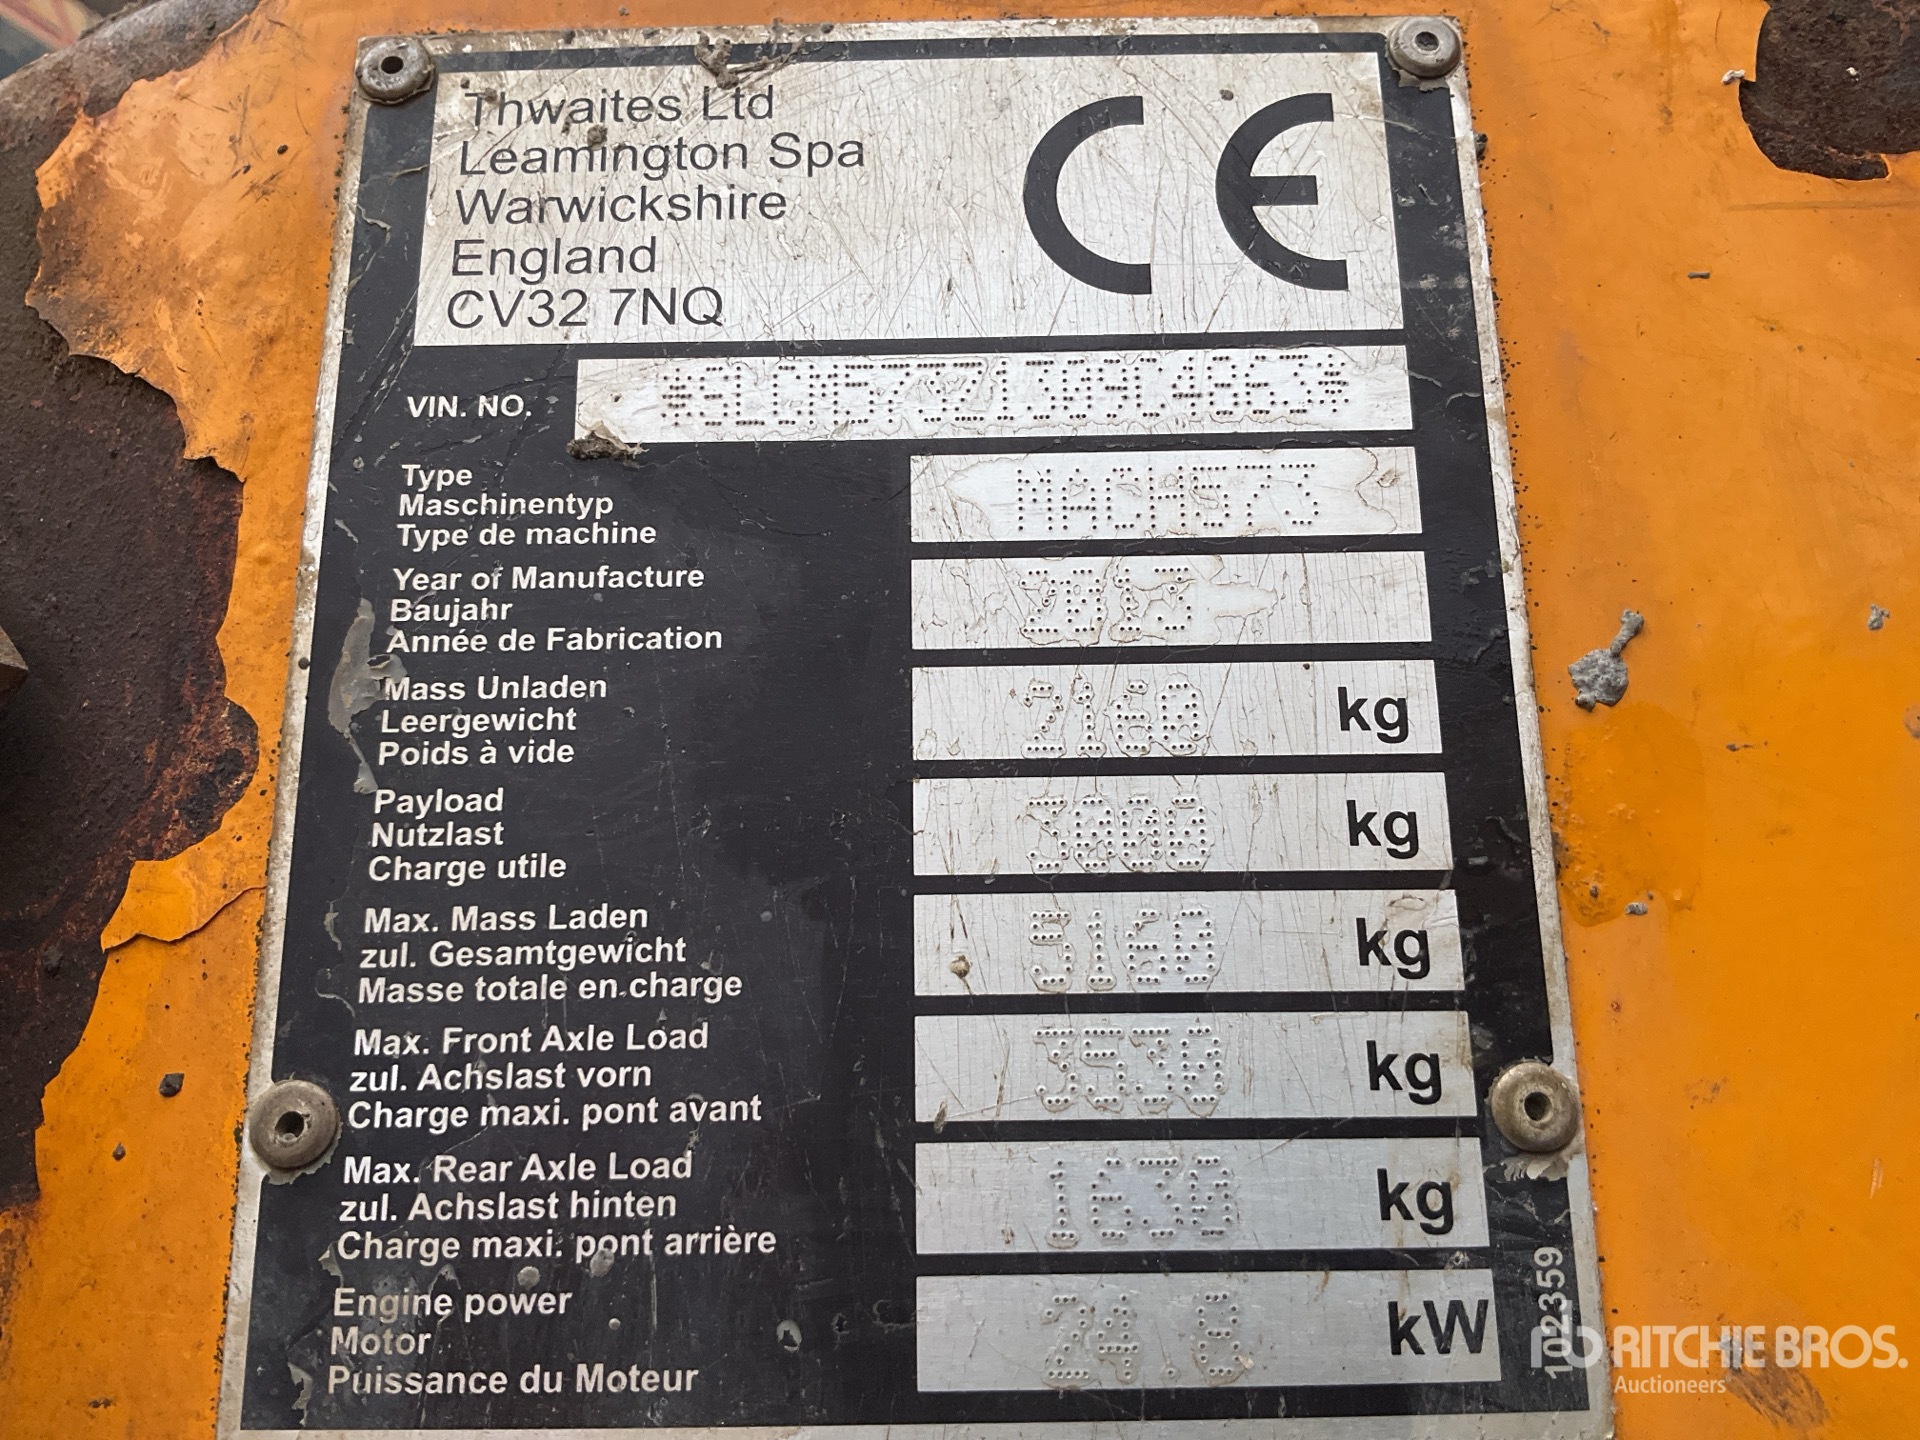 Thwaites Ltd
Leamington Spa
Warwickshire
England
CV32 7NQ
CE
VIN. NO. *SLCM573Z1309C4063*
Type
Maschinentyp
Type de machine
MACH573
Year of Manufacture
Baujahr
Année de Fabrication
2013
Mass Unladen
Leergewicht
Poids à vide
2160 kg
Payload
Nutzlast
Charge utile
3000 kg
Max. Mass Laden
zul. Gesamtgewicht
Masse totale en charge
5160 kg
Max. Front Axle Load
zul. Achslast vorn
Charge maxi. pont avant
3530 kg
Max. Rear Axle Load
zul. Achslast hinten
Charge maxi. pont arrière
1630 kg
Engine power
Motor
Puissance du Moteur
24.8 kW
102359
RITCHIE BROS.
Auctioneers